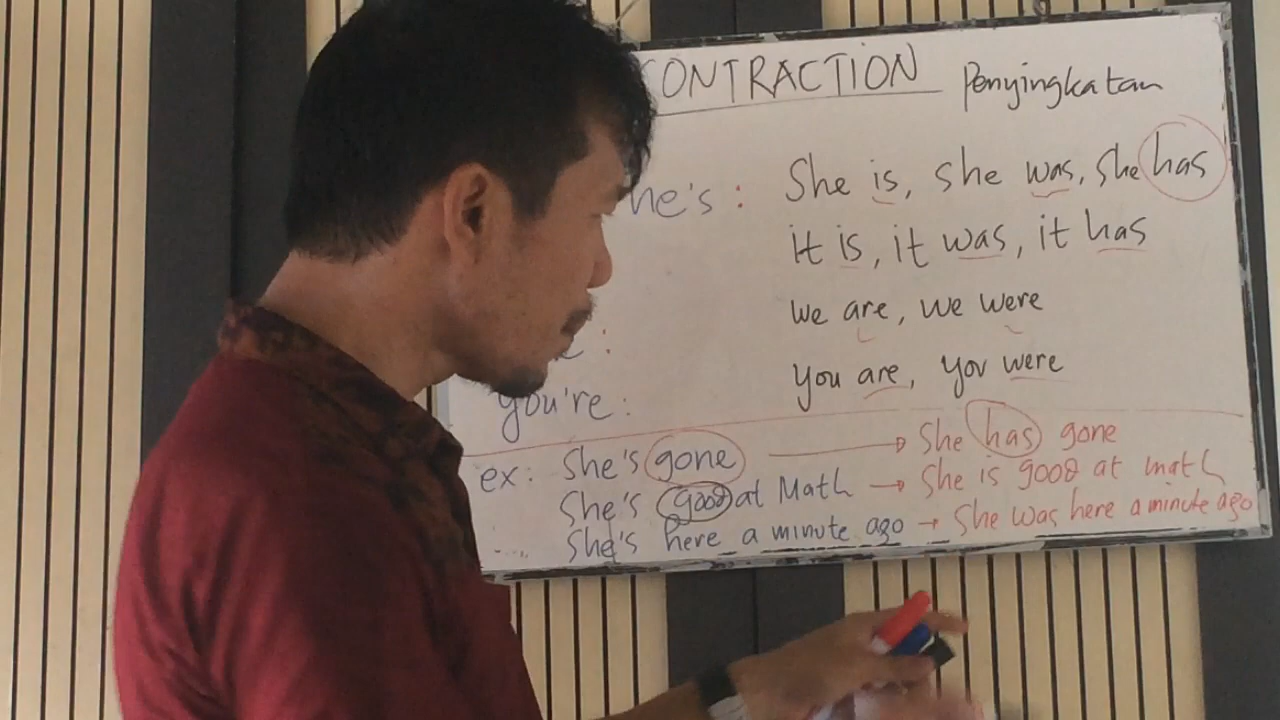 CONTRACTION Penyingkatan
he's : She is, she was, she has
it is, it was, it has
: we are, we were
you're : you are, you were
ex: She's gone → She has gone
She's good at Math → She is good at math
She's here a minute ago → She was here a minute ago